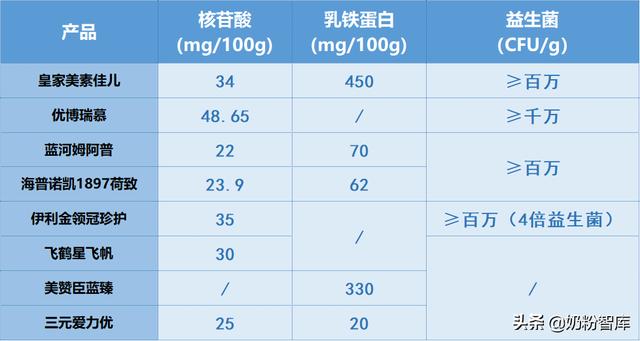 产品 核苷酸 (mg/100g) 乳铁蛋白 (mg/100g) 益生菌 (CFU/g)
皇家美素佳儿 34 450 ≥百万
优博瑞慕 48.65 / ≥千万
蓝河姆阿普 22 70 ≥百万
海普诺凯1897荷致 23.9 62
伊利金领冠珍护 35 / ≥百万（4倍益生菌）
飞鹤星飞帆 30 /
美赞臣蓝臻 / 330
三元爱力优 25 20
头条 @奶粉智库